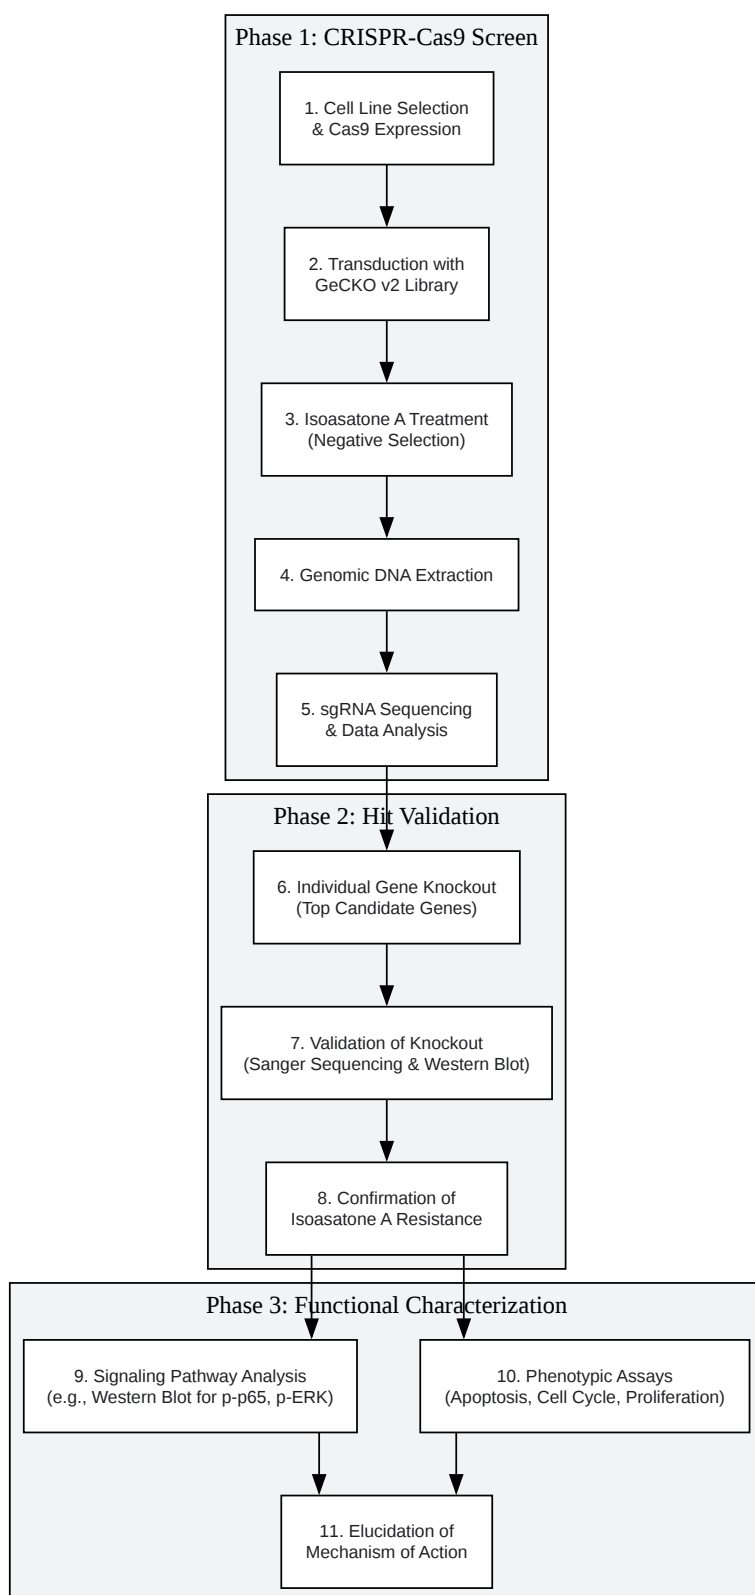 Phase 1: CRISPR-Cas9 Screen
1. Cell Line Selection
& Cas9 Expression
2. Transduction with
GeCKO v2 Library
3. Isoasatone A Treatment
(Negative Selection)
4. Genomic DNA Extraction
5. sgRNA Sequencing
& Data Analysis
Phase 2: Hit Validation
6. Individual Gene Knockout
(Top Candidate Genes)
7. Validation of Knockout
(Sanger Sequencing & Western Blot)
8. Confirmation of
Isoasatone A Resistance
Phase 3: Functional Characterization
9. Signaling Pathway Analysis
(e.g., Western Blot for p-p65, p-ERK)
10. Phenotypic Assays
(Apoptosis, Cell Cycle, Proliferation)
11. Elucidation of
Mechanism of Action